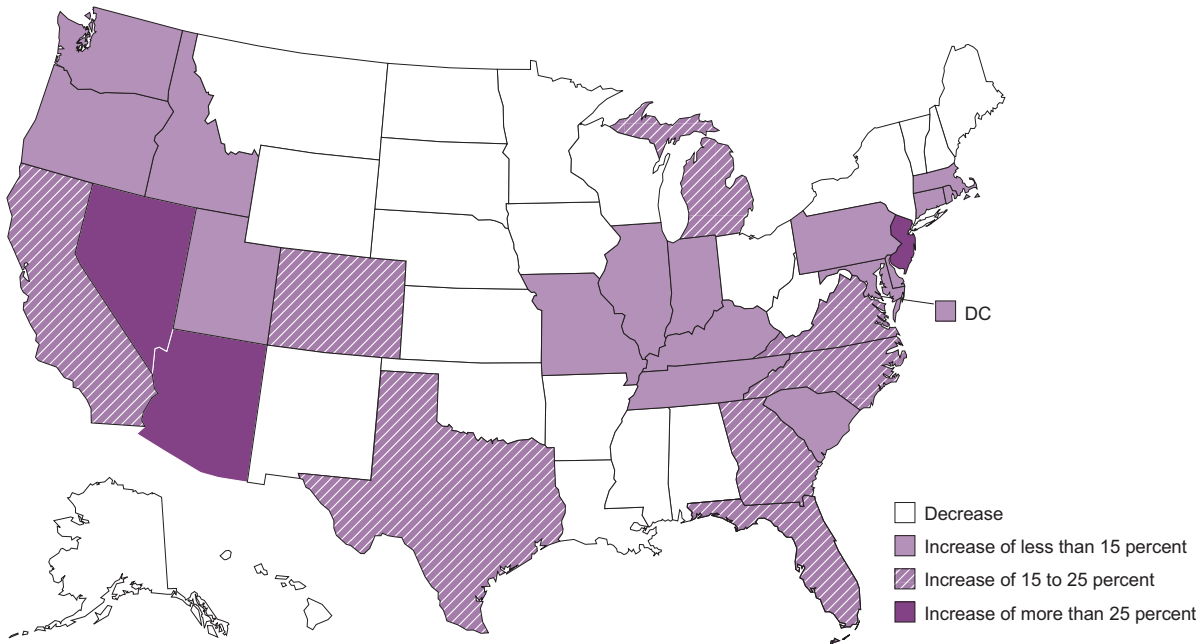 DC
Decrease
Increase of less than 15 percent
Increase of 15 to 25 percent
Increase of more than 25 percent